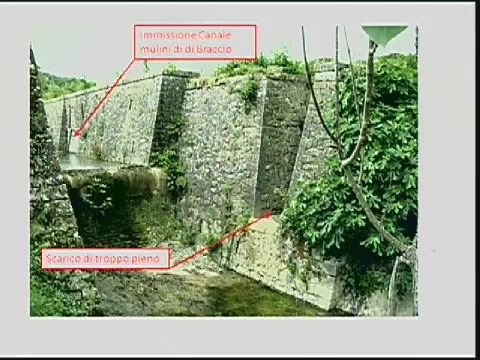 Immissione Canale
mulini di di Braccio
Scarico di troppo pieno